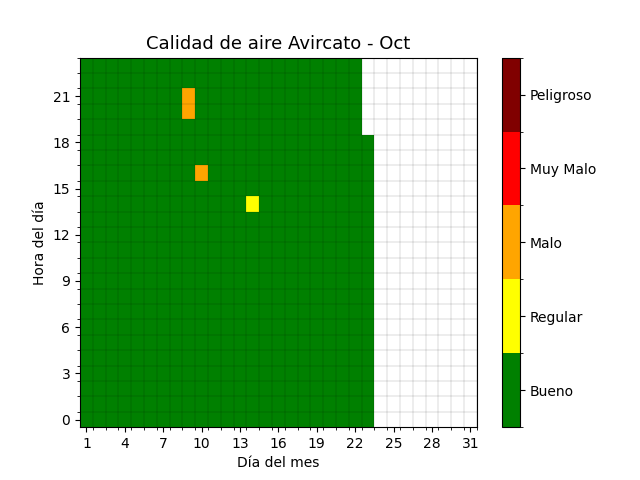 Calidad de aire Avircato - Oct
21
18
15
12
9
6
3
0
Hora del día
1 4 7 10 13 16 19 22 25 28 31
Día del mes
Peligroso
Muy Malo
Malo
Regular
Bueno